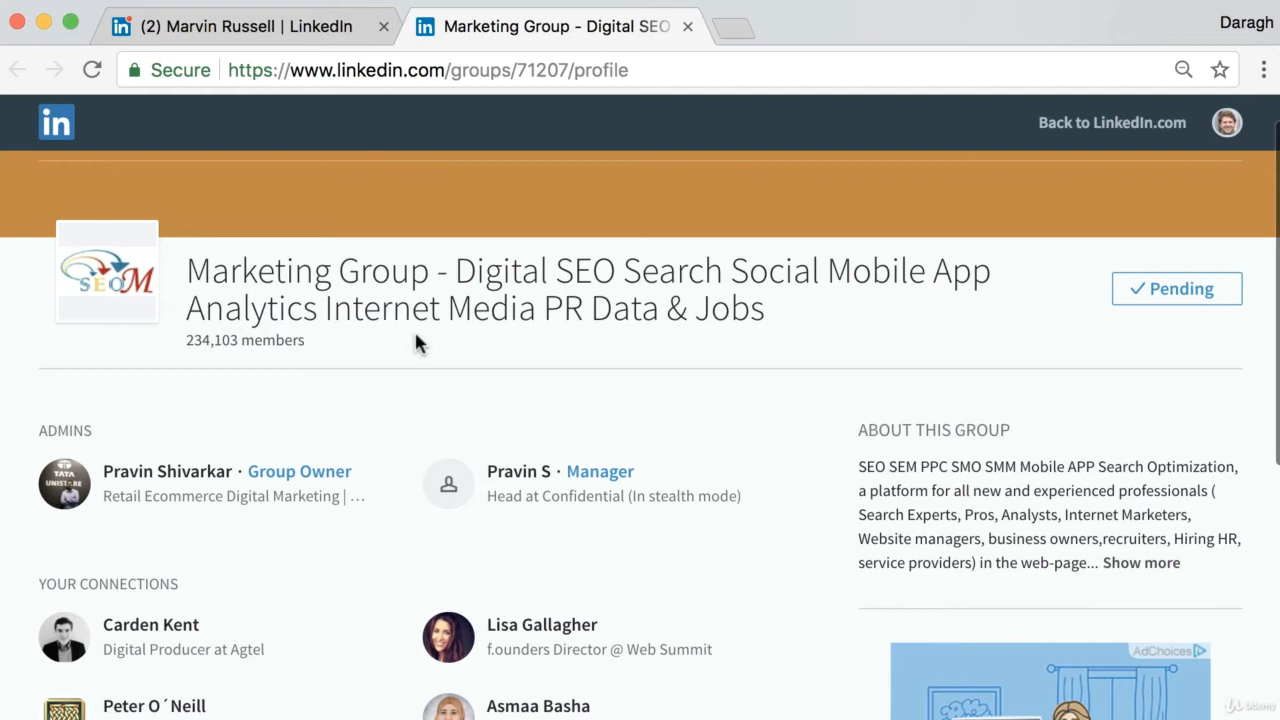 (2) Marvin Russell | LinkedIn
Marketing Group - Digital SEO
Daragh
Secure
https://www.linkedin.com/groups/71207/profile
in
Back to LinkedIn.com
SEOM
Marketing Group - Digital SEO Search Social Mobile App
Analytics Internet Media PR Data & Jobs
234,103 members
Pending
ADMINS
Pravin Shivarkar · Group Owner
Retail Ecommerce Digital Marketing | ...
TATA
UNISTORE
Pravin S · Manager
Head at Confidential (In stealth mode)
ABOUT THIS GROUP
SEO SEM PPC SMO SMM Mobile APP Search Optimization,
a platform for all new and experienced professionals (
Search Experts, Pros, Analysts, Internet Marketers,
Website managers, business owners,recruiters, Hiring HR,
service providers) in the web-page... Show more
YOUR CONNECTIONS
Carden Kent
Digital Producer at Agtel
Lisa Gallagher
f.ounders Director @ Web Summit
Peter O´Neill
Asmaa Basha
AdChoices
Udemy